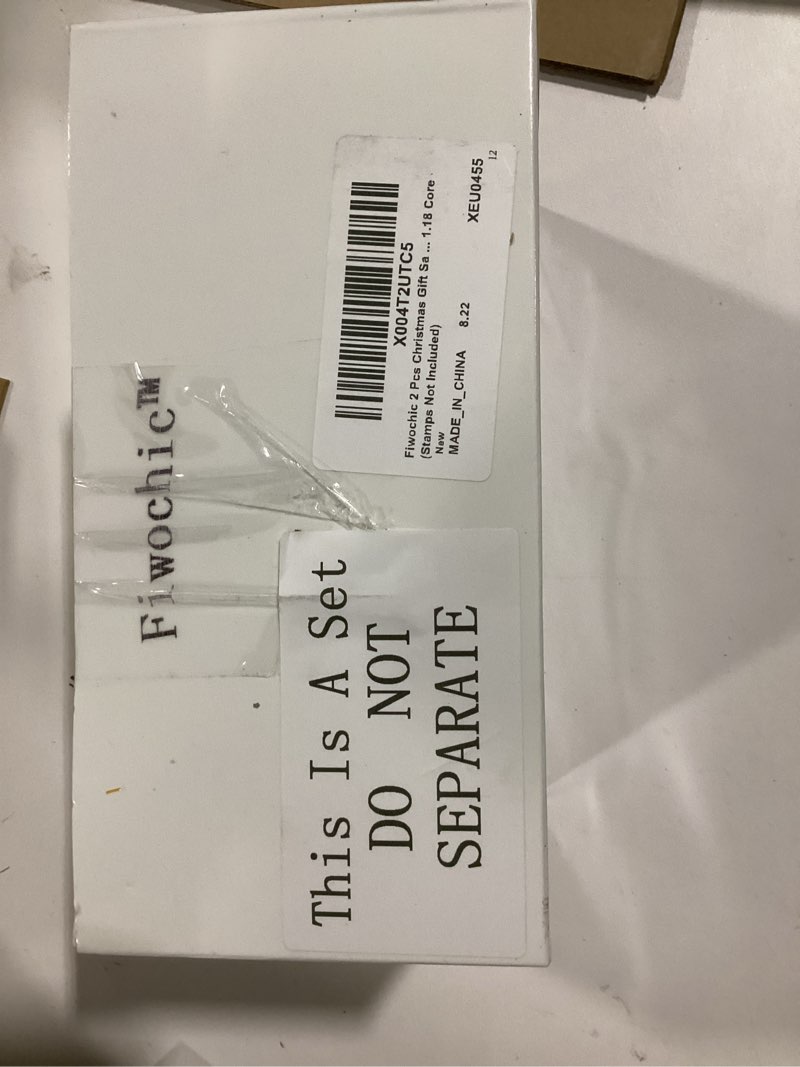 Fiwochic™
X004T2UTC5
Fiwochic 2 Pcs Christmas Gift Sa ... 1.18 Core
(Stamps Not Included)
New
MADE_IN_CHINA 8.22 XEU0455
12
This Is A Set
DO NOT
SEPARATE